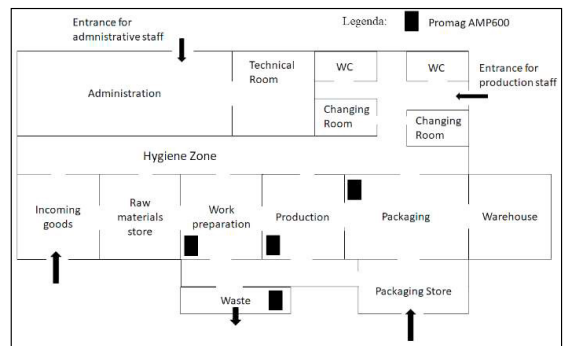 Entrance for
admnistrative staff
Legenda:
Promag AMP600
Technical
Room
WC
WC
Entrance for
production staff
Administration
Changing
Room
Changing
Room
Hygiene Zone
Incoming
goods
Raw
materials
store
Work
preparation
Production
Packaging
Warehouse
Waste
Packaging Store